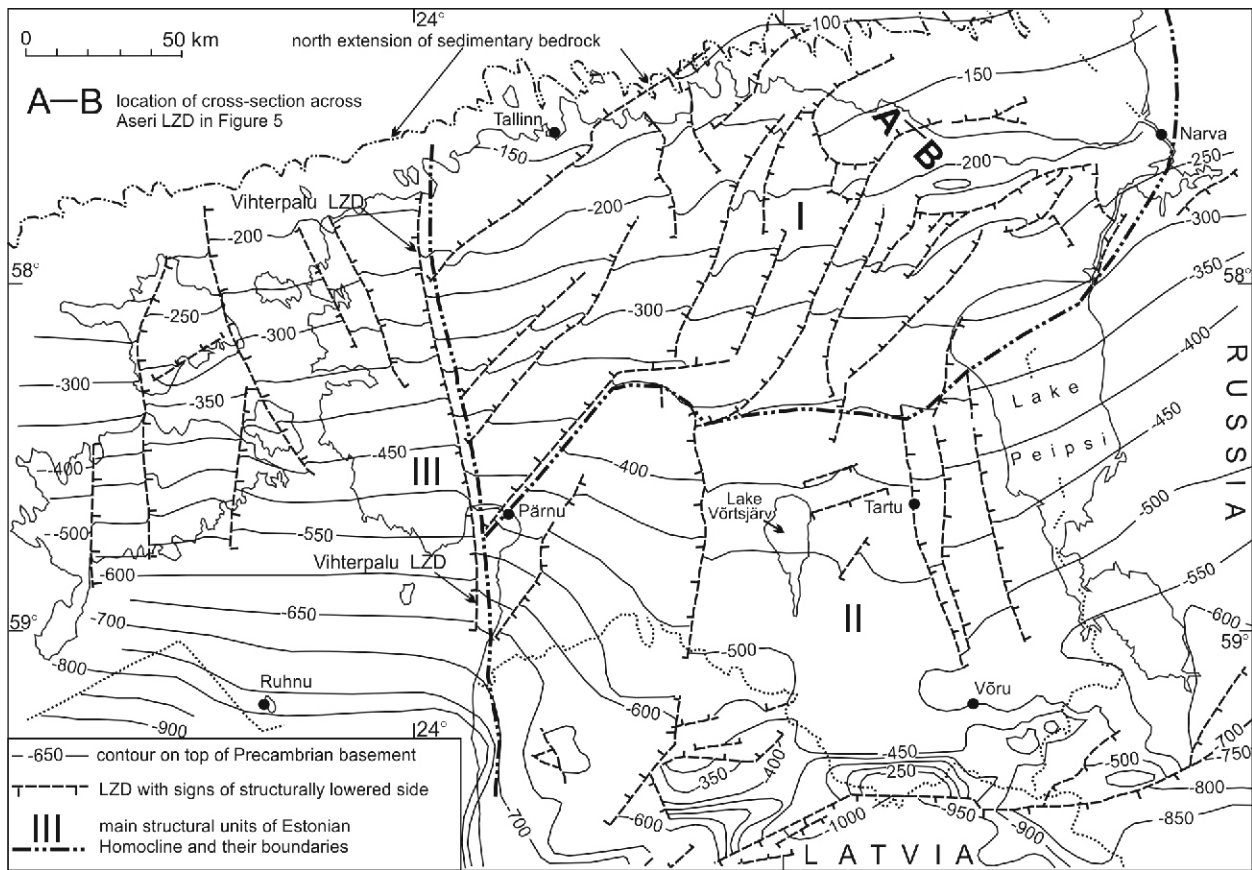 24°
0 50 km
north extension of sedimentary bedrock
-100
-150
A—B location of cross-section across
Aseri LZD in Figure 5
Tallinn
A
B
Narva
-150
-200
-250
Vihterpalu LZD
-200
I
-300
-200
58°
58°
-350
-250
-300
-300
-400
-300
-350
Lake
-450
R U S S I A
-450
III
-400
Peipsi
-400
Lake
Võrtsjärv
Tartu
-500
Pärnu
-500
-550
Vihterpalu LZD
-550
-600
II
-600
-650
59°
59°
-700
-500
-800
Ruhnu
Võru
-900
24°
-600
-700
-750
-450
-500
-650 contour on top of Precambrian basement
-350
-400
-250
-800
LZD with signs of structurally lowered side
-950
-850
III main structural units of Estonian
Homocline and their boundaries
-700
-600
-1000
-900
L A T V I A